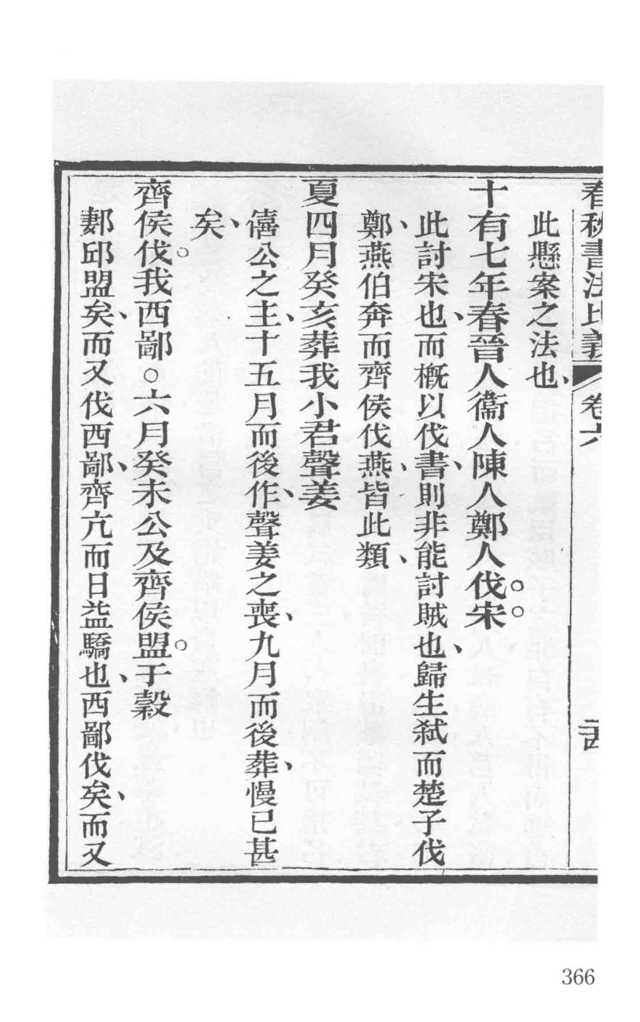 春秋書法比義 卷六
此懸案之法也、
十有七年春晉人衞人陳人鄭人伐宋
此討宋也、而槪以伐書、則非能討賊也、歸生弒而楚子伐
鄭、燕伯奔而齊侯伐燕、皆此類、
夏四月癸亥葬我小君聲姜
僖公之主、十五月而後作、聲姜之喪、九月而後葬、慢已甚
矣、
齊侯伐我西鄙○六月癸未公及齊侯盟于穀
郪邱盟矣、而又伐西鄙、齊亢而日益驕也、西鄙伐矣、而又
366